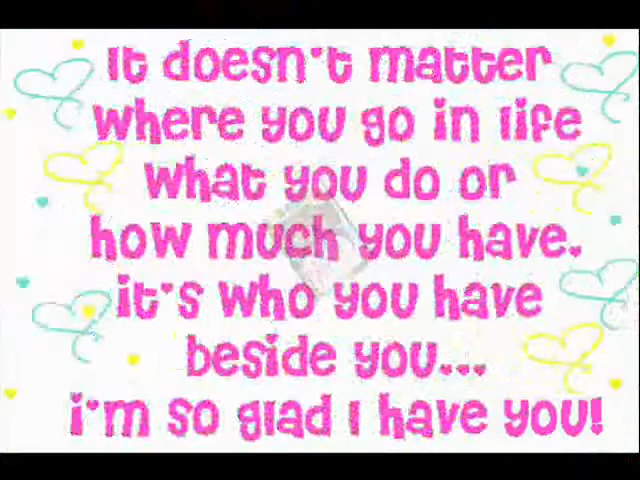 It doesn't matter
where you go in life
what you do or
how much you have.
it's who you have
beside you...
i'm so glad I have you!